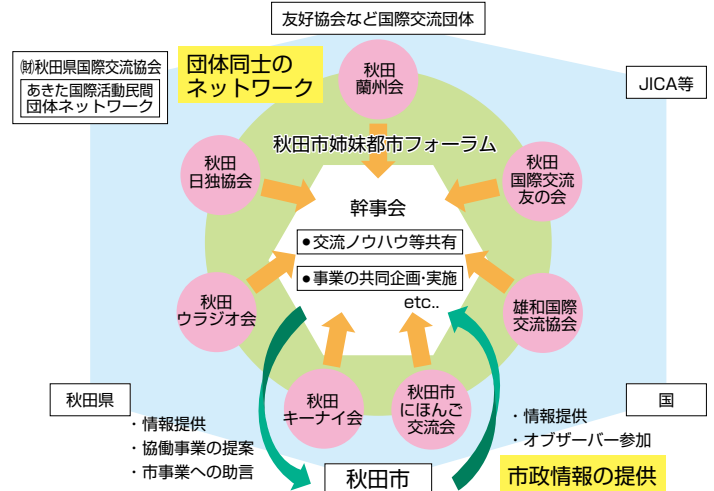 友好協会など国際交流団体
㈶秋田県国際交流協会
あきた国際活動民間
団体ネットワーク
団体同士の
ネットワーク
秋田
蘭州会
JICA等
秋田市姉妹都市フォーラム
秋田
日独協会
秋田
国際交流
友の会
幹事会
●交流ノウハウ等共有
●事業の共同企画・実施
etc..
秋田
ウラジオ会
雄和国際
交流協会
秋田
キーナイ会
秋田市
にほんご
交流会
秋田県
国
・情報提供
・協働事業の提案
・市事業への助言
・情報提供
・オブザーバー参加
秋田市
市政情報の提供